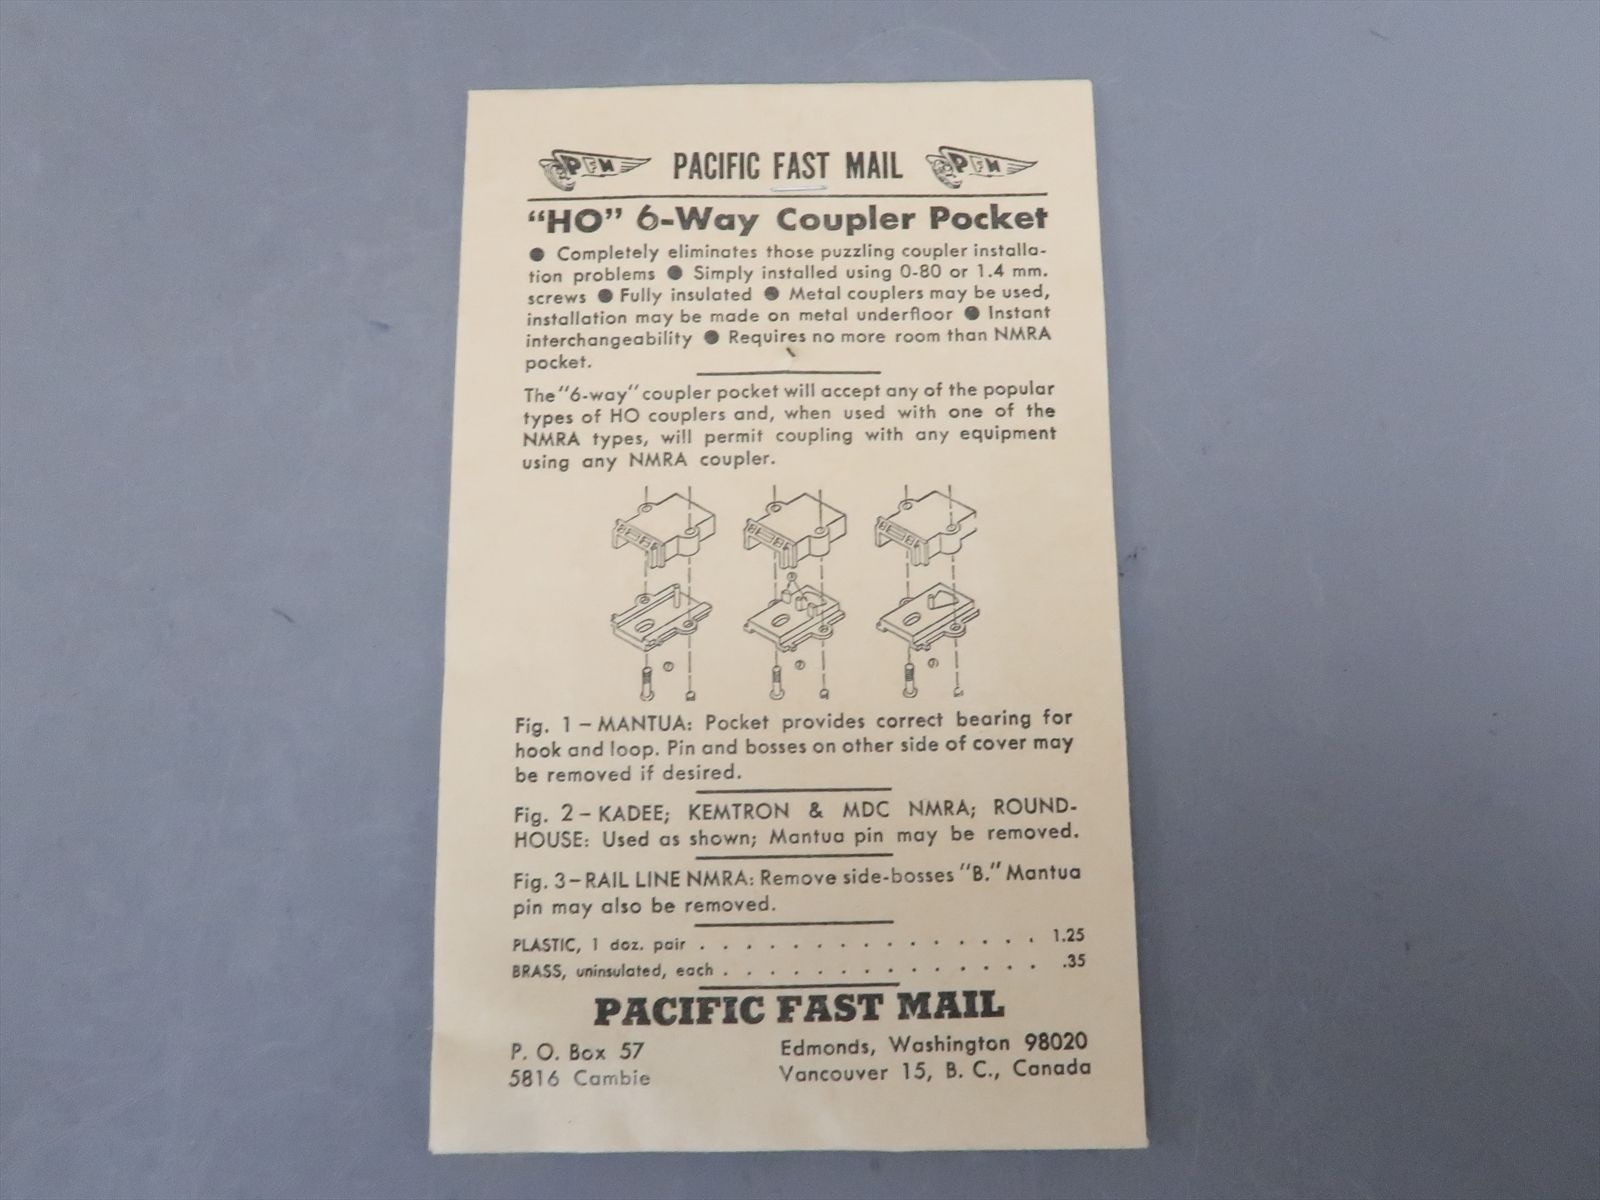 PFM PACIFIC FAST MAIL PFM
"HO" 6-Way Coupler Pocket
● Completely eliminates those puzzling coupler installa-
tion problems ● Simply installed using 0-80 or 1.4 mm.
screws ● Fully insulated ● Metal couplers may be used,
installation may be made on metal underfloor ● Instant
interchangeability ● Requires no more room than NMRA
pocket.
The "6-way" coupler pocket will accept any of the popular
types of HO couplers and, when used with one of the
NMRA types, will permit coupling with any equipment
using any NMRA coupler.
Fig. 1 – MANTUA: Pocket provides correct bearing for
hook and loop. Pin and bosses on other side of cover may
be removed if desired.
Fig. 2 – KADEE; KEMTRON & MDC NMRA; ROUND-
HOUSE: Used as shown; Mantua pin may be removed.
Fig. 3 – RAIL LINE NMRA: Remove side-bosses "B." Mantua
pin may also be removed.
PLASTIC, 1 doz. pair . . . . . . . . . . . . . . . 1.25
BRASS, uninsulated, each . . . . . . . . . . . . . . .35
PACIFIC FAST MAIL
P. O. Box 57 Edmonds, Washington 98020
5816 Cambie Vancouver 15, B. C., Canada